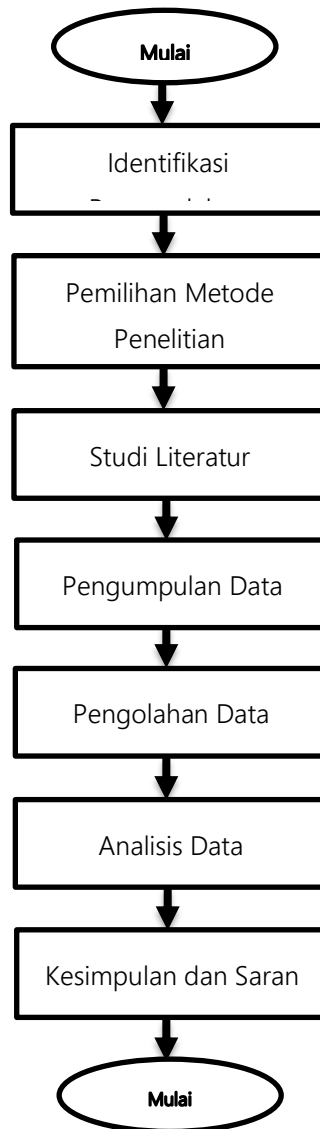 Mulai
Identifikasi
Pemilihan Metode
Penelitian
Studi Literatur
Pengumpulan Data
Pengolahan Data
Analisis Data
Kesimpulan dan Saran
Mulai